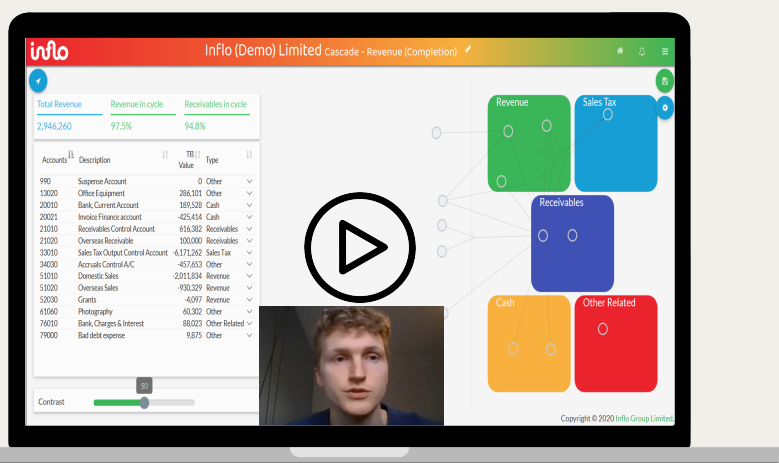 inflo
Inflo (Demo) Limited Cascade - Revenue (Completion)
Total Revenue Revenue in cycle Receivables in cycle
2,946,260 97.5% 94.8%
Accounts Description TB Value Type
990 Suspense Account 0 Other
13020 Office Equipment 286,101 Other
20010 Bank, Current Account 189,528 Cash
20021 Invoice Finance account -425,414 Cash
21010 Receivables Control Account 616,382 Receivables
21020 Overseas Receivable 100,000 Receivables
33010 Sales Tax Output Control Account -6,171,262 Sales Tax
34030 Accruals Control A/C -457,653 Other
51010 Domestic Sales -2,011,834 Revenue
51020 Overseas Sales -930,329 Revenue
52030 Grants -4,097 Revenue
61060 Photography 60,302 Other
76010 Bank, Charges & Interest 88,023 Other Related
79000 Bad debt expense 9,875 Other
50
Contrast
Revenue
Sales Tax
Receivables
Cash
Other Related
Copyright © 2020 Inflo Group Limited.